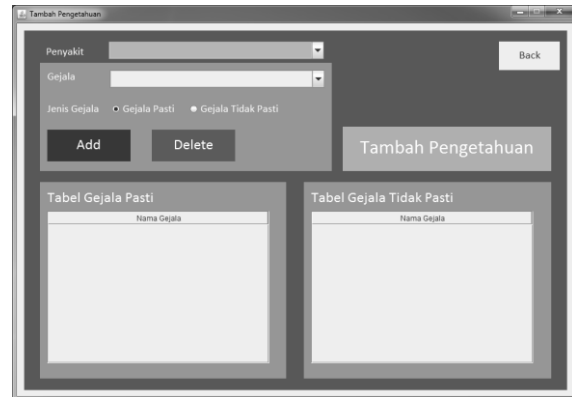 Tambah Pengetahuan
Penyakit
Back
Gejala
Jenis Gejala Gejala Pasti Gejala Tidak Pasti
Add Delete
Tambah Pengetahuan
Tabel Gejala Pasti
Nama Gejala
Tabel Gejala Tidak Pasti
Nama Gejala